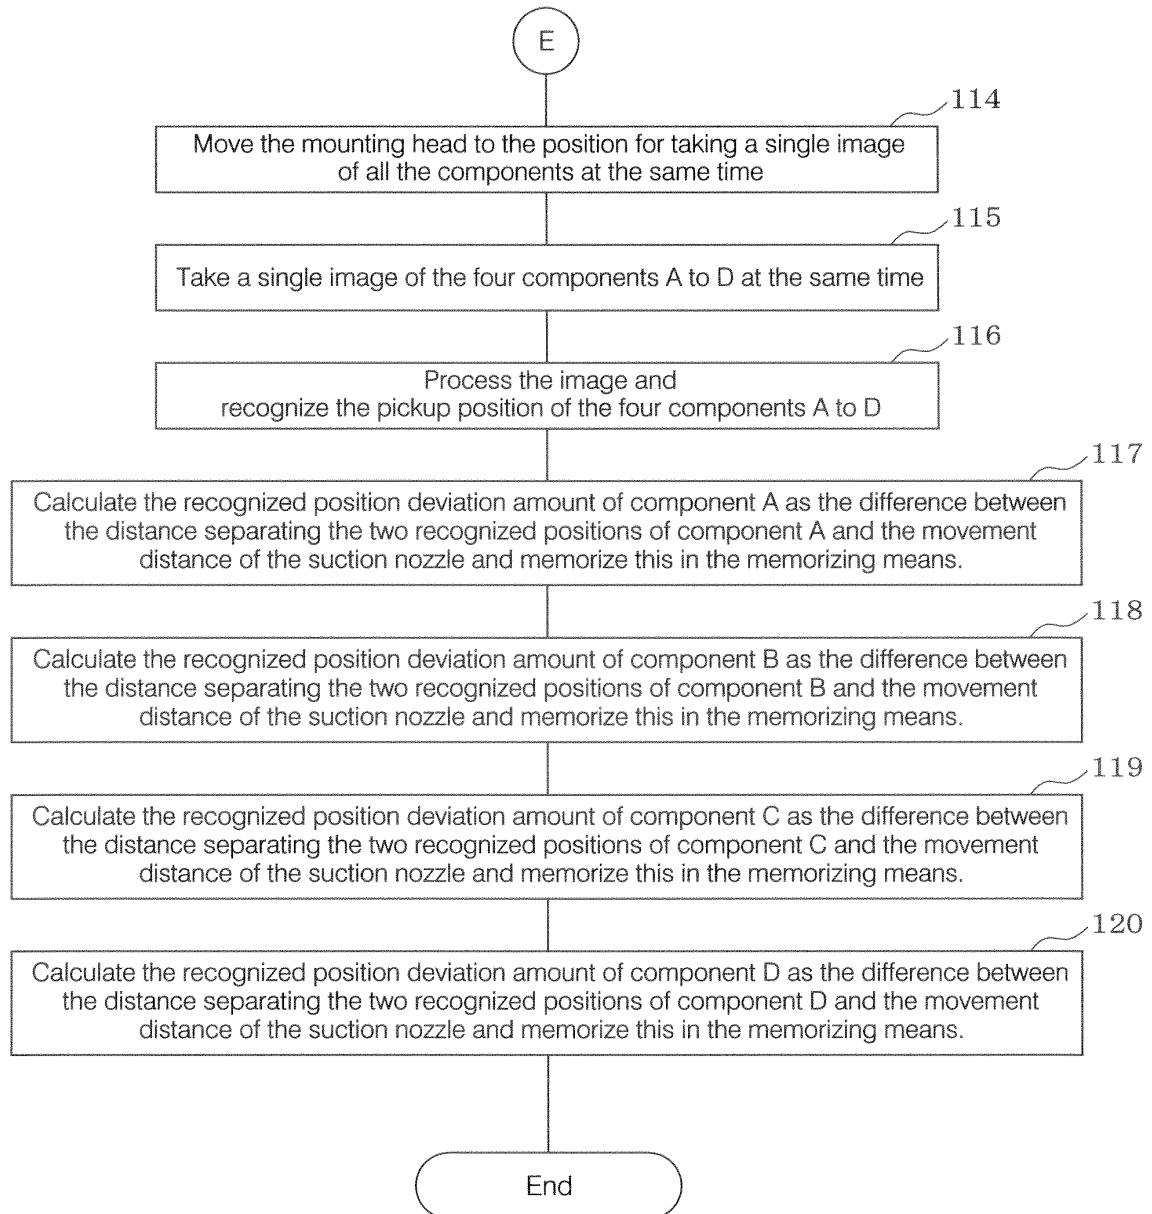 E
114
Move the mounting head to the position for taking a single image
of all the components at the same time
115
Take a single image of the four components A to D at the same time
116
Process the image and
recognize the pickup position of the four components A to D
117
Calculate the recognized position deviation amount of component A as the difference between
the distance separating the two recognized positions of component A and the movement
distance of the suction nozzle and memorize this in the memorizing means.
118
Calculate the recognized position deviation amount of component B as the difference between
the distance separating the two recognized positions of component B and the movement
distance of the suction nozzle and memorize this in the memorizing means.
119
Calculate the recognized position deviation amount of component C as the difference between
the distance separating the two recognized positions of component C and the movement
distance of the suction nozzle and memorize this in the memorizing means.
120
Calculate the recognized position deviation amount of component D as the difference between
the distance separating the two recognized positions of component D and the movement
distance of the suction nozzle and memorize this in the memorizing means.
End